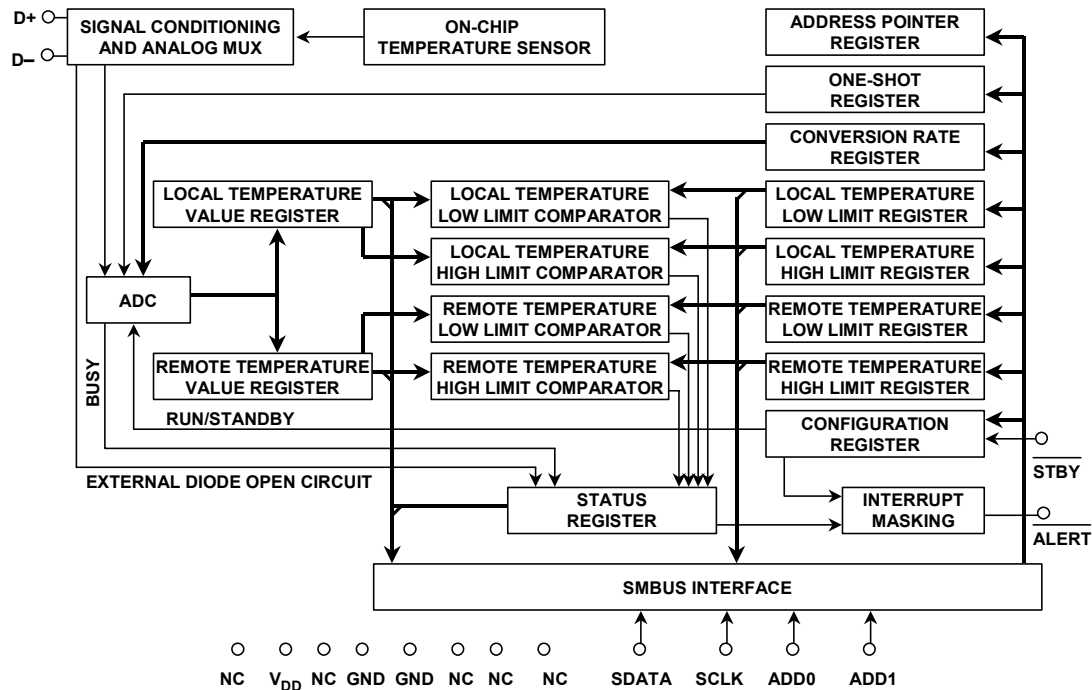 D+
D–
SIGNAL CONDITIONING
AND ANALOG MUX
ON-CHIP
TEMPERATURE SENSOR
ADDRESS POINTER
REGISTER
ONE-SHOT
REGISTER
CONVERSION RATE
REGISTER
LOCAL TEMPERATURE
VALUE REGISTER
LOCAL TEMPERATURE
LOW LIMIT COMPARATOR
LOCAL TEMPERATURE
LOW LIMIT REGISTER
LOCAL TEMPERATURE
HIGH LIMIT COMPARATOR
LOCAL TEMPERATURE
HIGH LIMIT REGISTER
ADC
REMOTE TEMPERATURE
LOW LIMIT COMPARATOR
REMOTE TEMPERATURE
LOW LIMIT REGISTER
REMOTE TEMPERATURE
VALUE REGISTER
REMOTE TEMPERATURE
HIGH LIMIT COMPARATOR
REMOTE TEMPERATURE
HIGH LIMIT REGISTER
BUSY
RUN/STANDBY
CONFIGURATION
REGISTER
STBY
EXTERNAL DIODE OPEN CIRCUIT
STATUS
REGISTER
INTERRUPT
MASKING
ALERT
SMBUS INTERFACE
NC VDD NC GND GND NC NC NC SDATA SCLK ADD0 ADD1